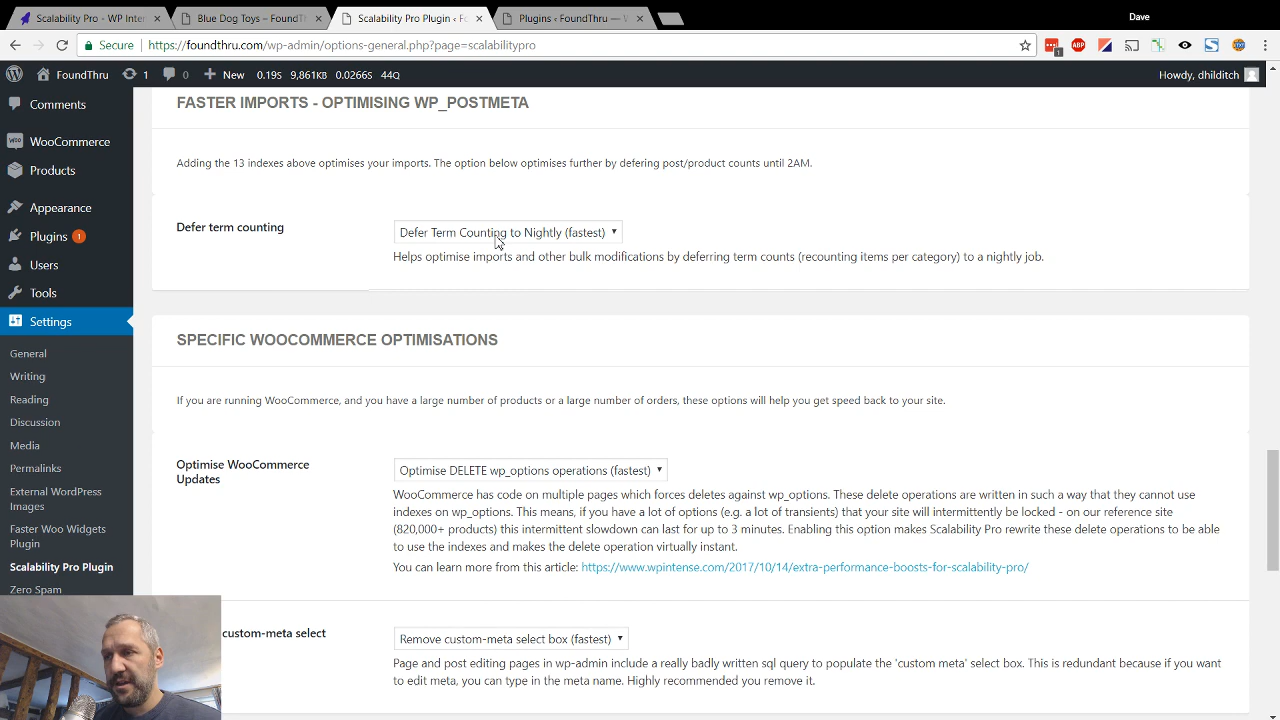 Dave
Scalability Pro - WP Inter
Blue Dog Toys – FoundTh
Scalability Pro Plugin ‹ F
Plugins ‹ FoundThru — W
Secure
https://foundthru.com/wp-admin/options-general.php?page=scalabilitypro
FoundThru
1
0
New
0.19s
9,861KB
0.0266s
44Q
Howdy, dhilditch
Comments
WooCommerce
Products
Appearance
Plugins 1
Users
Tools
Settings
General
Writing
Reading
Discussion
Media
Permalinks
External WordPress
Images
Faster Woo Widgets
Plugin
Scalability Pro Plugin
Zero Spam
FASTER IMPORTS - OPTIMISING WP_POSTMETA
Adding the 13 indexes above optimises your imports. The option below optimises further by defering post/product counts until 2AM.
Defer term counting
Defer Term Counting to Nightly (fastest)
Helps optimise imports and other bulk modifications by deferring term counts (recounting items per category) to a nightly job.
SPECIFIC WOOCOMMERCE OPTIMISATIONS
If you are running WooCommerce, and you have a large number of products or a large number of orders, these options will help you get speed back to your site.
Optimise WooCommerce
Updates
Optimise DELETE wp_options operations (fastest)
WooCommerce has code on multiple pages which forces deletes against wp_options. These delete operations are written in such a way that they cannot use
indexes on wp_options. This means, if you have a lot of options (e.g. a lot of transients) that your site will intermittently be locked - on our reference site
(820,000+ products) this intermittent slowdown can last for up to 3 minutes. Enabling this option makes Scalability Pro rewrite these delete operations to be able
to use the indexes and makes the delete operation virtually instant.
You can learn more from this article: https://www.wpintense.com/2017/10/14/extra-performance-boosts-for-scalability-pro/
custom-meta select
Remove custom-meta select box (fastest)
Page and post editing pages in wp-admin include a really badly written sql query to populate the 'custom meta' select box. This is redundant because if you want
to edit meta, you can type in the meta name. Highly recommended you remove it.